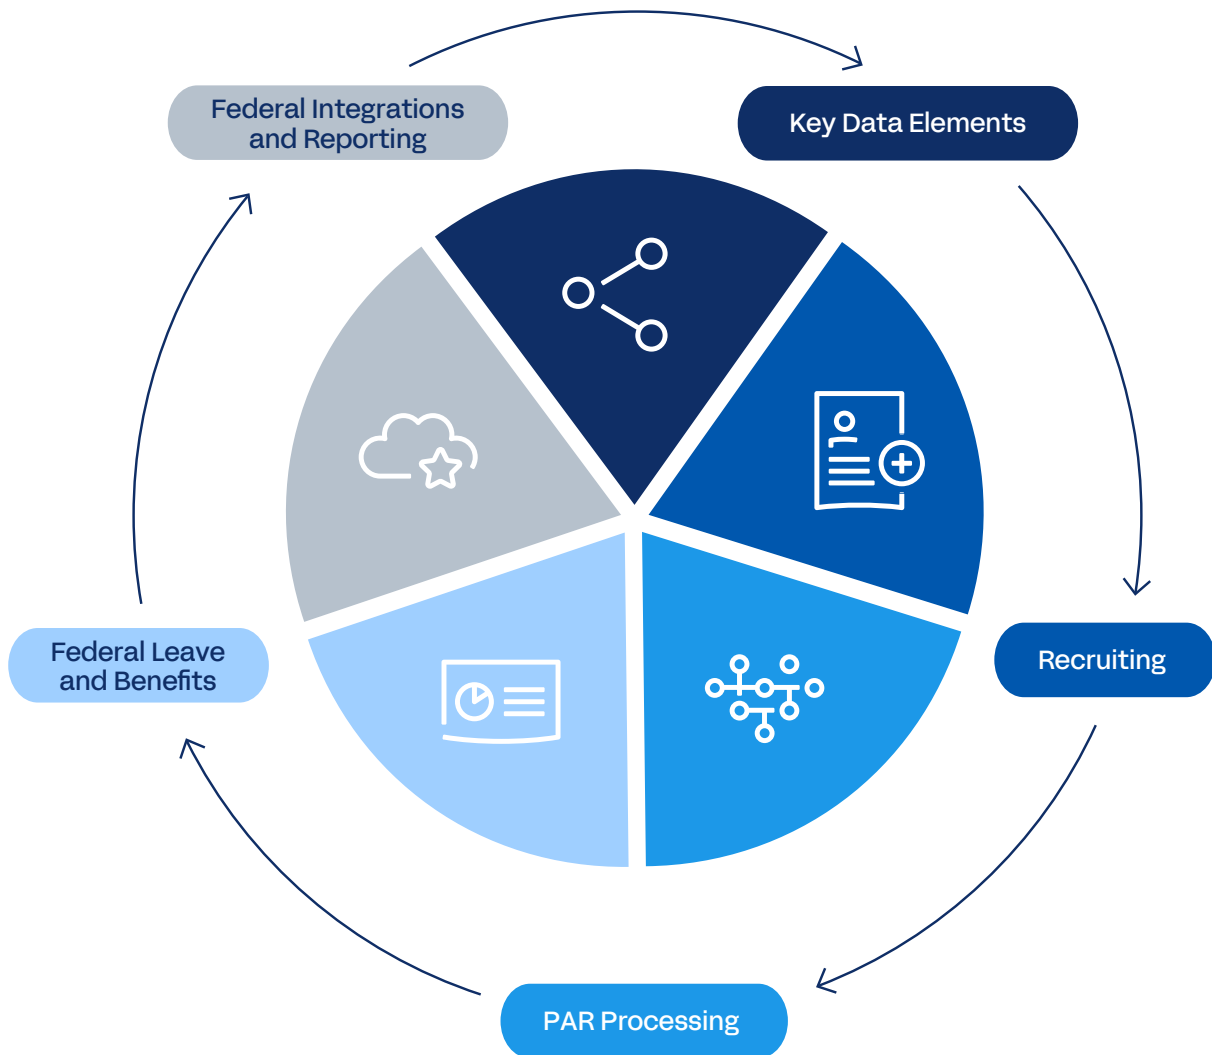 Federal Integrations
and Reporting
Key Data Elements
Federal Leave
and Benefits
Recruiting
PAR Processing